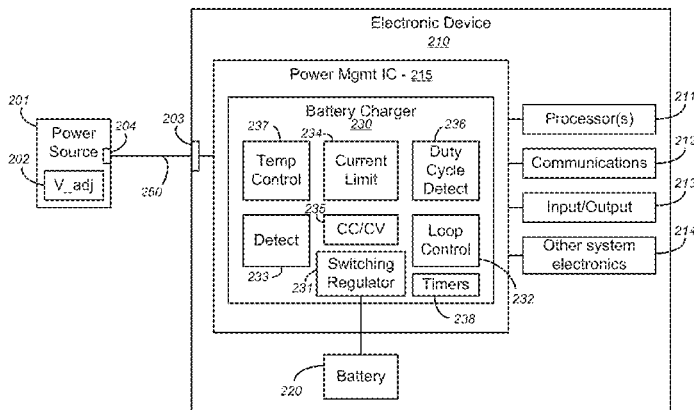 Electronic Device
210
Power Mgmt IC - 215
Battery Charger
230
201
204
203
Power
Source
202
V_adj
250
237
Temp
Control
234
Current
Limit
236
Duty
Cycle
Detect
235
CC/CV
Detect
233
Loop
Control
232
231
Switching
Regulator
Timers
238
Processor(s)
211
Communications
212
Input/Output
213
Other system
electronics
214
220
Battery